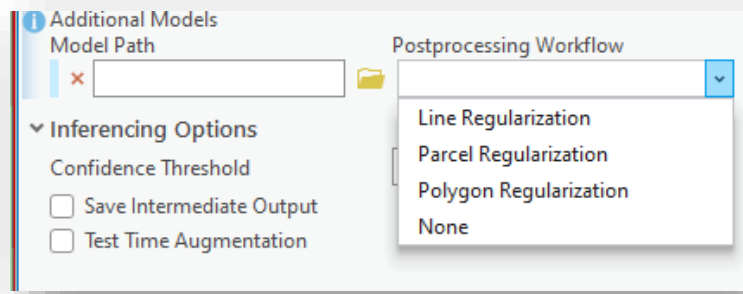 Additional Models
Model Path
Postprocessing Workflow
Line Regularization
Inferencing Options
Parcel Regularization
Confidence Threshold
Polygon Regularization
Save Intermediate Output
None
Test Time Augmentation